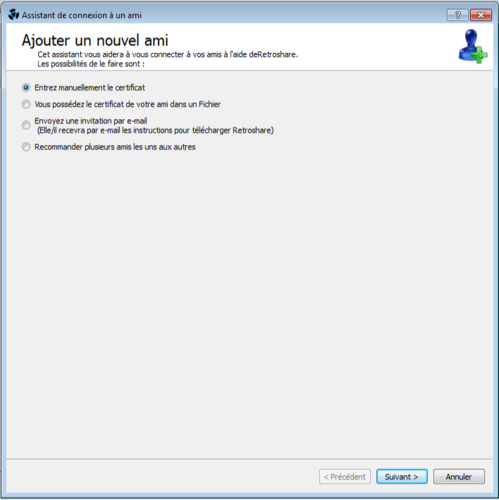 Assistant de connexion à un ami
Ajouter un nouvel ami
Cet assistant vous aidera à vous connecter à vos amis à l'aide deRetroshare.
Les possibilités de le faire sont :
Entrez manuellement le certificat
Vous possédez le certificat de votre ami dans un Fichier
Envoyez une invitation par e-mail
(Elle/il recevra par e-mail les instructions pour télécharger Retroshare)
Recommander plusieurs amis les uns aux autres
< Précédent
Suivant >
Annuler